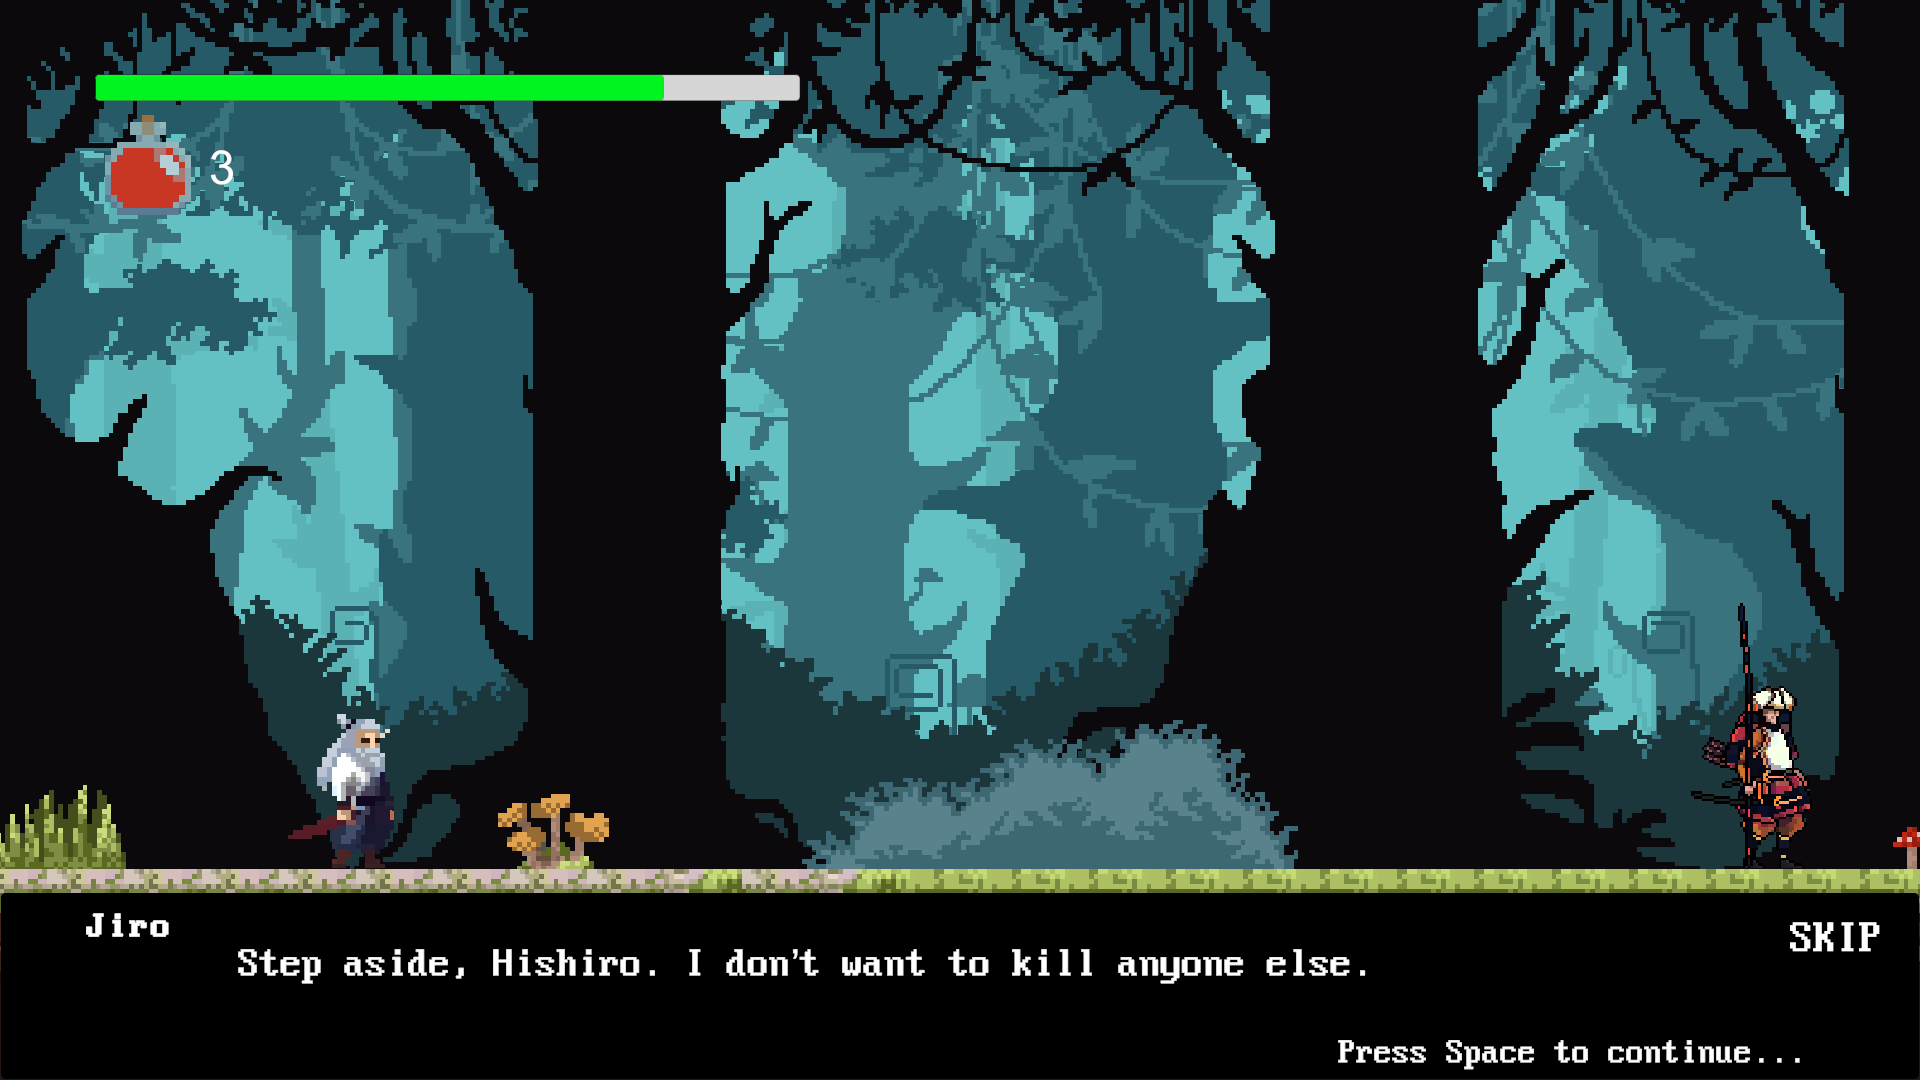 3
Jiro
SKIP
Step aside, Hishiro. I don't want to kill anyone else.
Press Space to continue...